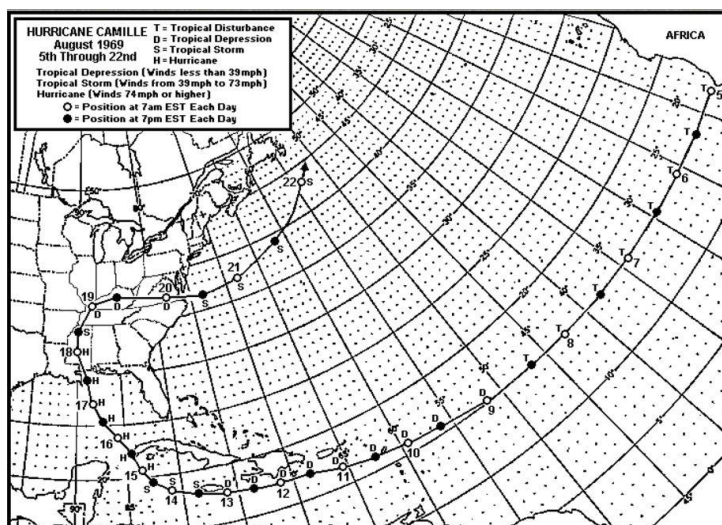 HURRICANE CAMILLE
August 1969
5th Through 22nd
T = Tropical Disturbance
D = Tropical Depression
S = Tropical Storm
H = Hurricane
Tropical Depression (Winds less than 39mph)
Tropical Storm (Winds from 39mph to 73mph)
Hurricane (Winds 74mph or higher)
= Position at 7am EST Each Day
= Position at 7pm EST Each Day
AFRICA
5
T
T 6
T
T 7
T
T 8
T
D
9
D
D
10
D
11
D
D
12
D
D
13
S
S
14
S
15 H
H
16 H
H
17 H
H
18 H
S
19
D
D
20
D
S
21
S
S
22 S